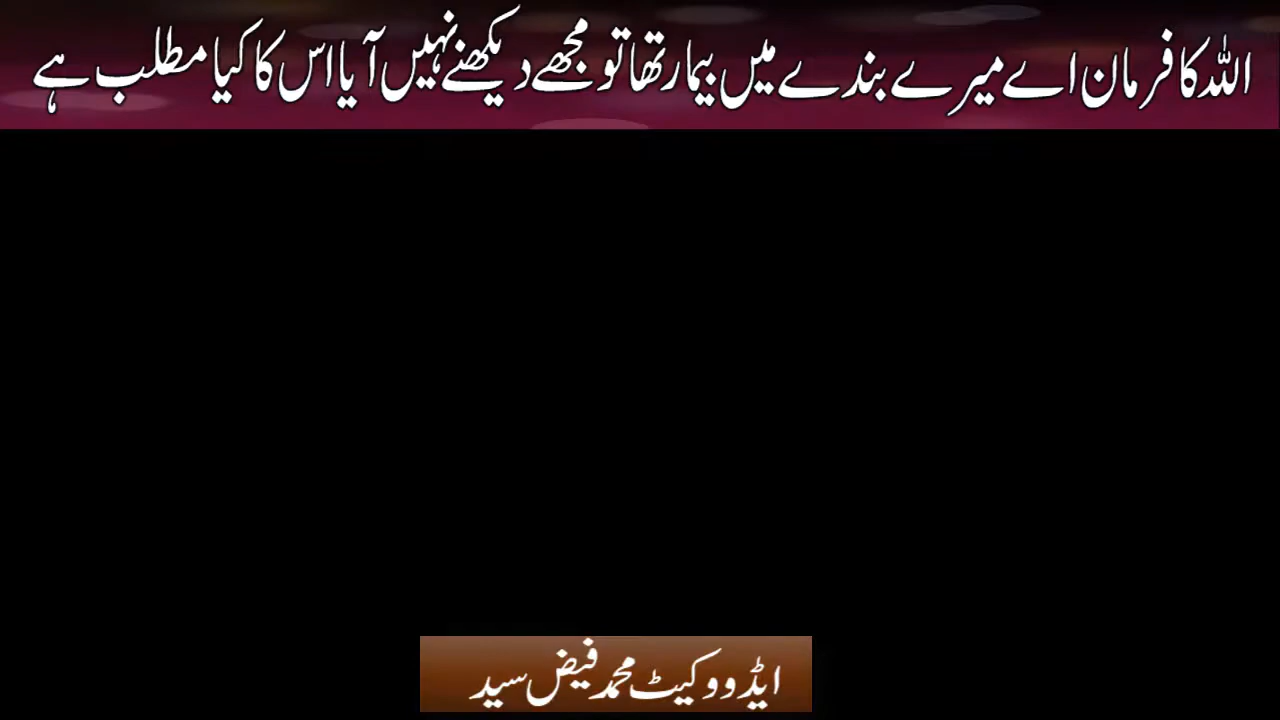 اللہ کا فرمان اے میرے بندے میں بیمار تھا تو مجھے دیکھنے نہیں آیا اس کا کیا مطلب ہے
ایڈووکیٹ محمد فیض سید